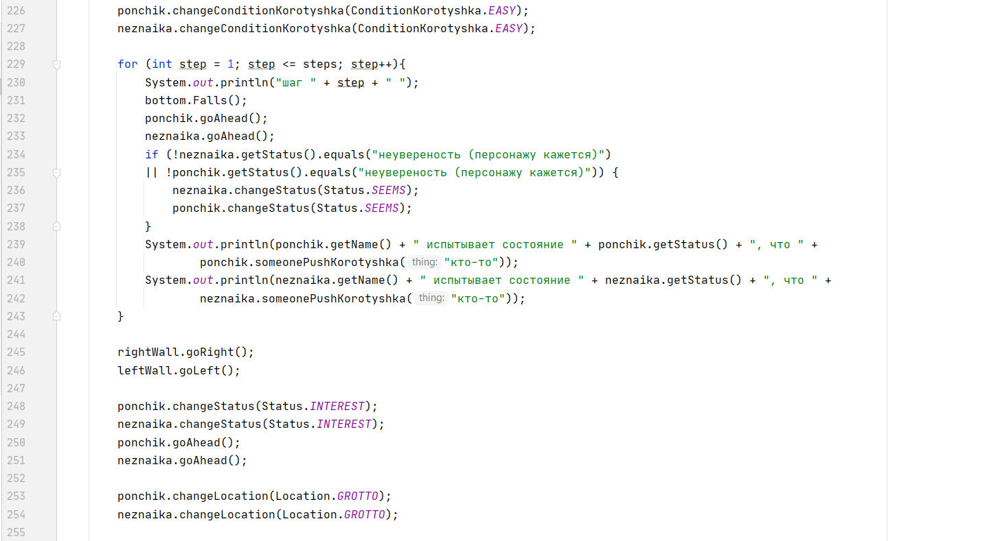 226 ponchik.changeConditionKorotyshka(ConditionKorotyshka.EASY);
227 neznaika.changeConditionKorotyshka(ConditionKorotyshka.EASY);
228
229 for (int step = 1; step <= steps; step++){
230 System.out.println("шаг " + step + " ");
231 bottom.Falls();
232 ponchik.goAhead();
233 neznaika.goAhead();
234 if (!neznaika.getStatus().equals("неувереность (персонажу кажется)")
235 || !ponchik.getStatus().equals("неувереность (персонажу кажется)")) {
236 neznaika.changeStatus(Status.SEEMS);
237 ponchik.changeStatus(Status.SEEMS);
238 }
239 System.out.println(ponchik.getName() + " испытывает состояние " + ponchik.getStatus() + ", что " +
240 ponchik.someonePushKorotyshka( thing: "кто-то"));
241 System.out.println(neznaika.getName() + " испытывает состояние " + neznaika.getStatus() + ", что " +
242 neznaika.someonePushKorotyshka( thing: "кто-то"));
243 }
244
245 rightWall.goRight();
246 leftWall.goLeft();
247
248 ponchik.changeStatus(Status.INTEREST);
249 neznaika.changeStatus(Status.INTEREST);
250 ponchik.goAhead();
251 neznaika.goAhead();
252
253 ponchik.changeLocation(Location.GROTTO);
254 neznaika.changeLocation(Location.GROTTO);
255